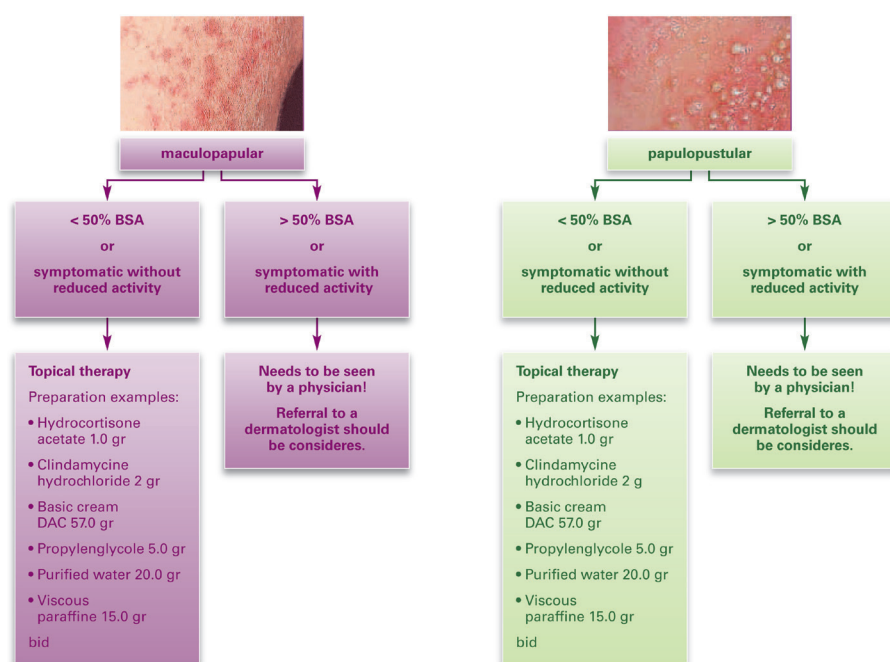 maculopapular
< 50% BSA
or
symptomatic without
reduced activity
> 50% BSA
or
symptomatic with
reduced activity
Topical therapy
Preparation examples:
• Hydrocortisone
acetate 1.0 gr
• Clindamycine
hydrochloride 2 gr
• Basic cream
DAC 57.0 gr
• Propylenglycole 5.0 gr
• Purified water 20.0 gr
• Viscous
paraffine 15.0 gr
bid
Needs to be seen
by a physician!
Referral to a
dermatologist should
be consideres.
papulopustular
< 50% BSA
or
symptomatic without
reduced activity
> 50% BSA
or
symptomatic with
reduced activity
Topical therapy
Preparation examples:
• Hydrocortisone
acetate 1.0 gr
• Clindamycine
hydrochloride 2 g
• Basic cream
DAC 57.0 gr
• Propylenglycole 5.0 gr
• Purified water 20.0 gr
• Viscous
paraffine 15.0 gr
bid
Needs to be seen
by a physician!
Referral to a
dermatologist should
be consideres.